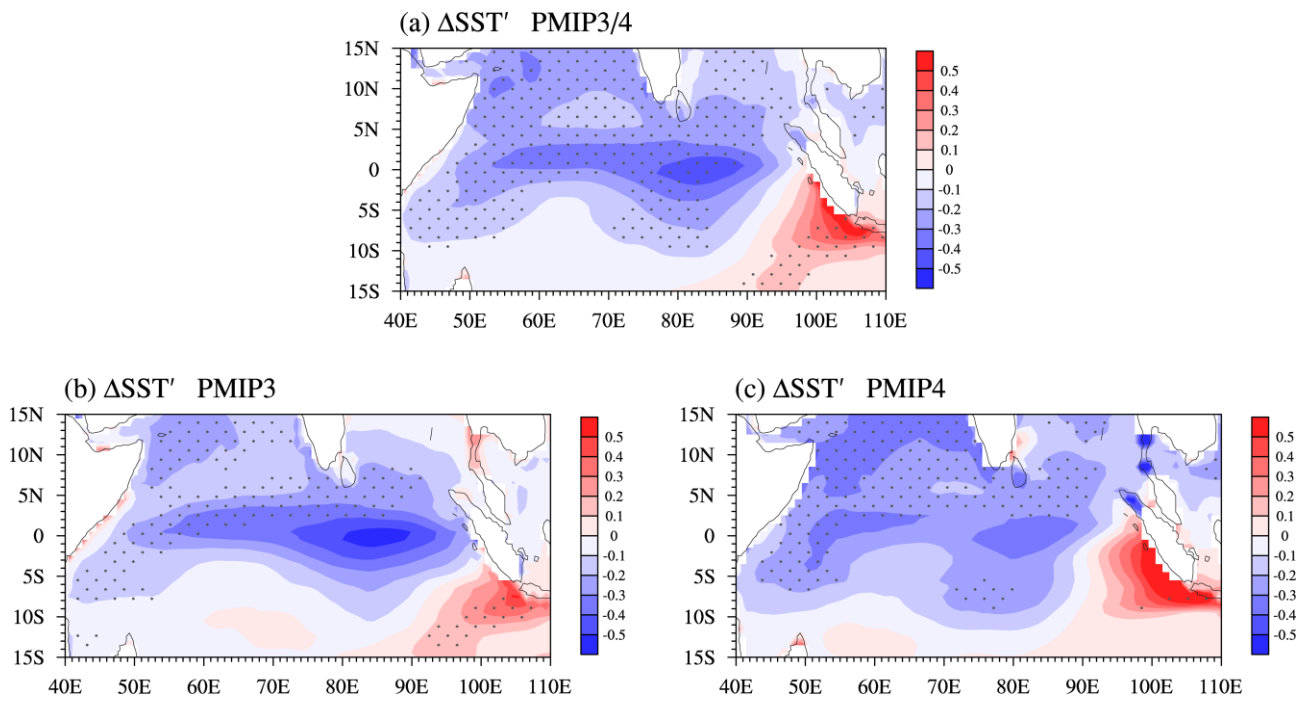 (a) ΔSST′ PMIP3/4
15N
10N
5N
0
5S
10S
15S
40E 50E 60E 70E 80E 90E 100E 110E
0.5
0.4
0.3
0.2
0.1
0
-0.1
-0.2
-0.3
-0.4
-0.5
(b) ΔSST′ PMIP3
15N
10N
5N
0
5S
10S
15S
40E 50E 60E 70E 80E 90E 100E 110E
0.5
0.4
0.3
0.2
0.1
0
-0.1
-0.2
-0.3
-0.4
-0.5
(c) ΔSST′ PMIP4
15N
10N
5N
0
5S
10S
15S
40E 50E 60E 70E 80E 90E 100E 110E
0.5
0.4
0.3
0.2
0.1
0
-0.1
-0.2
-0.3
-0.4
-0.5